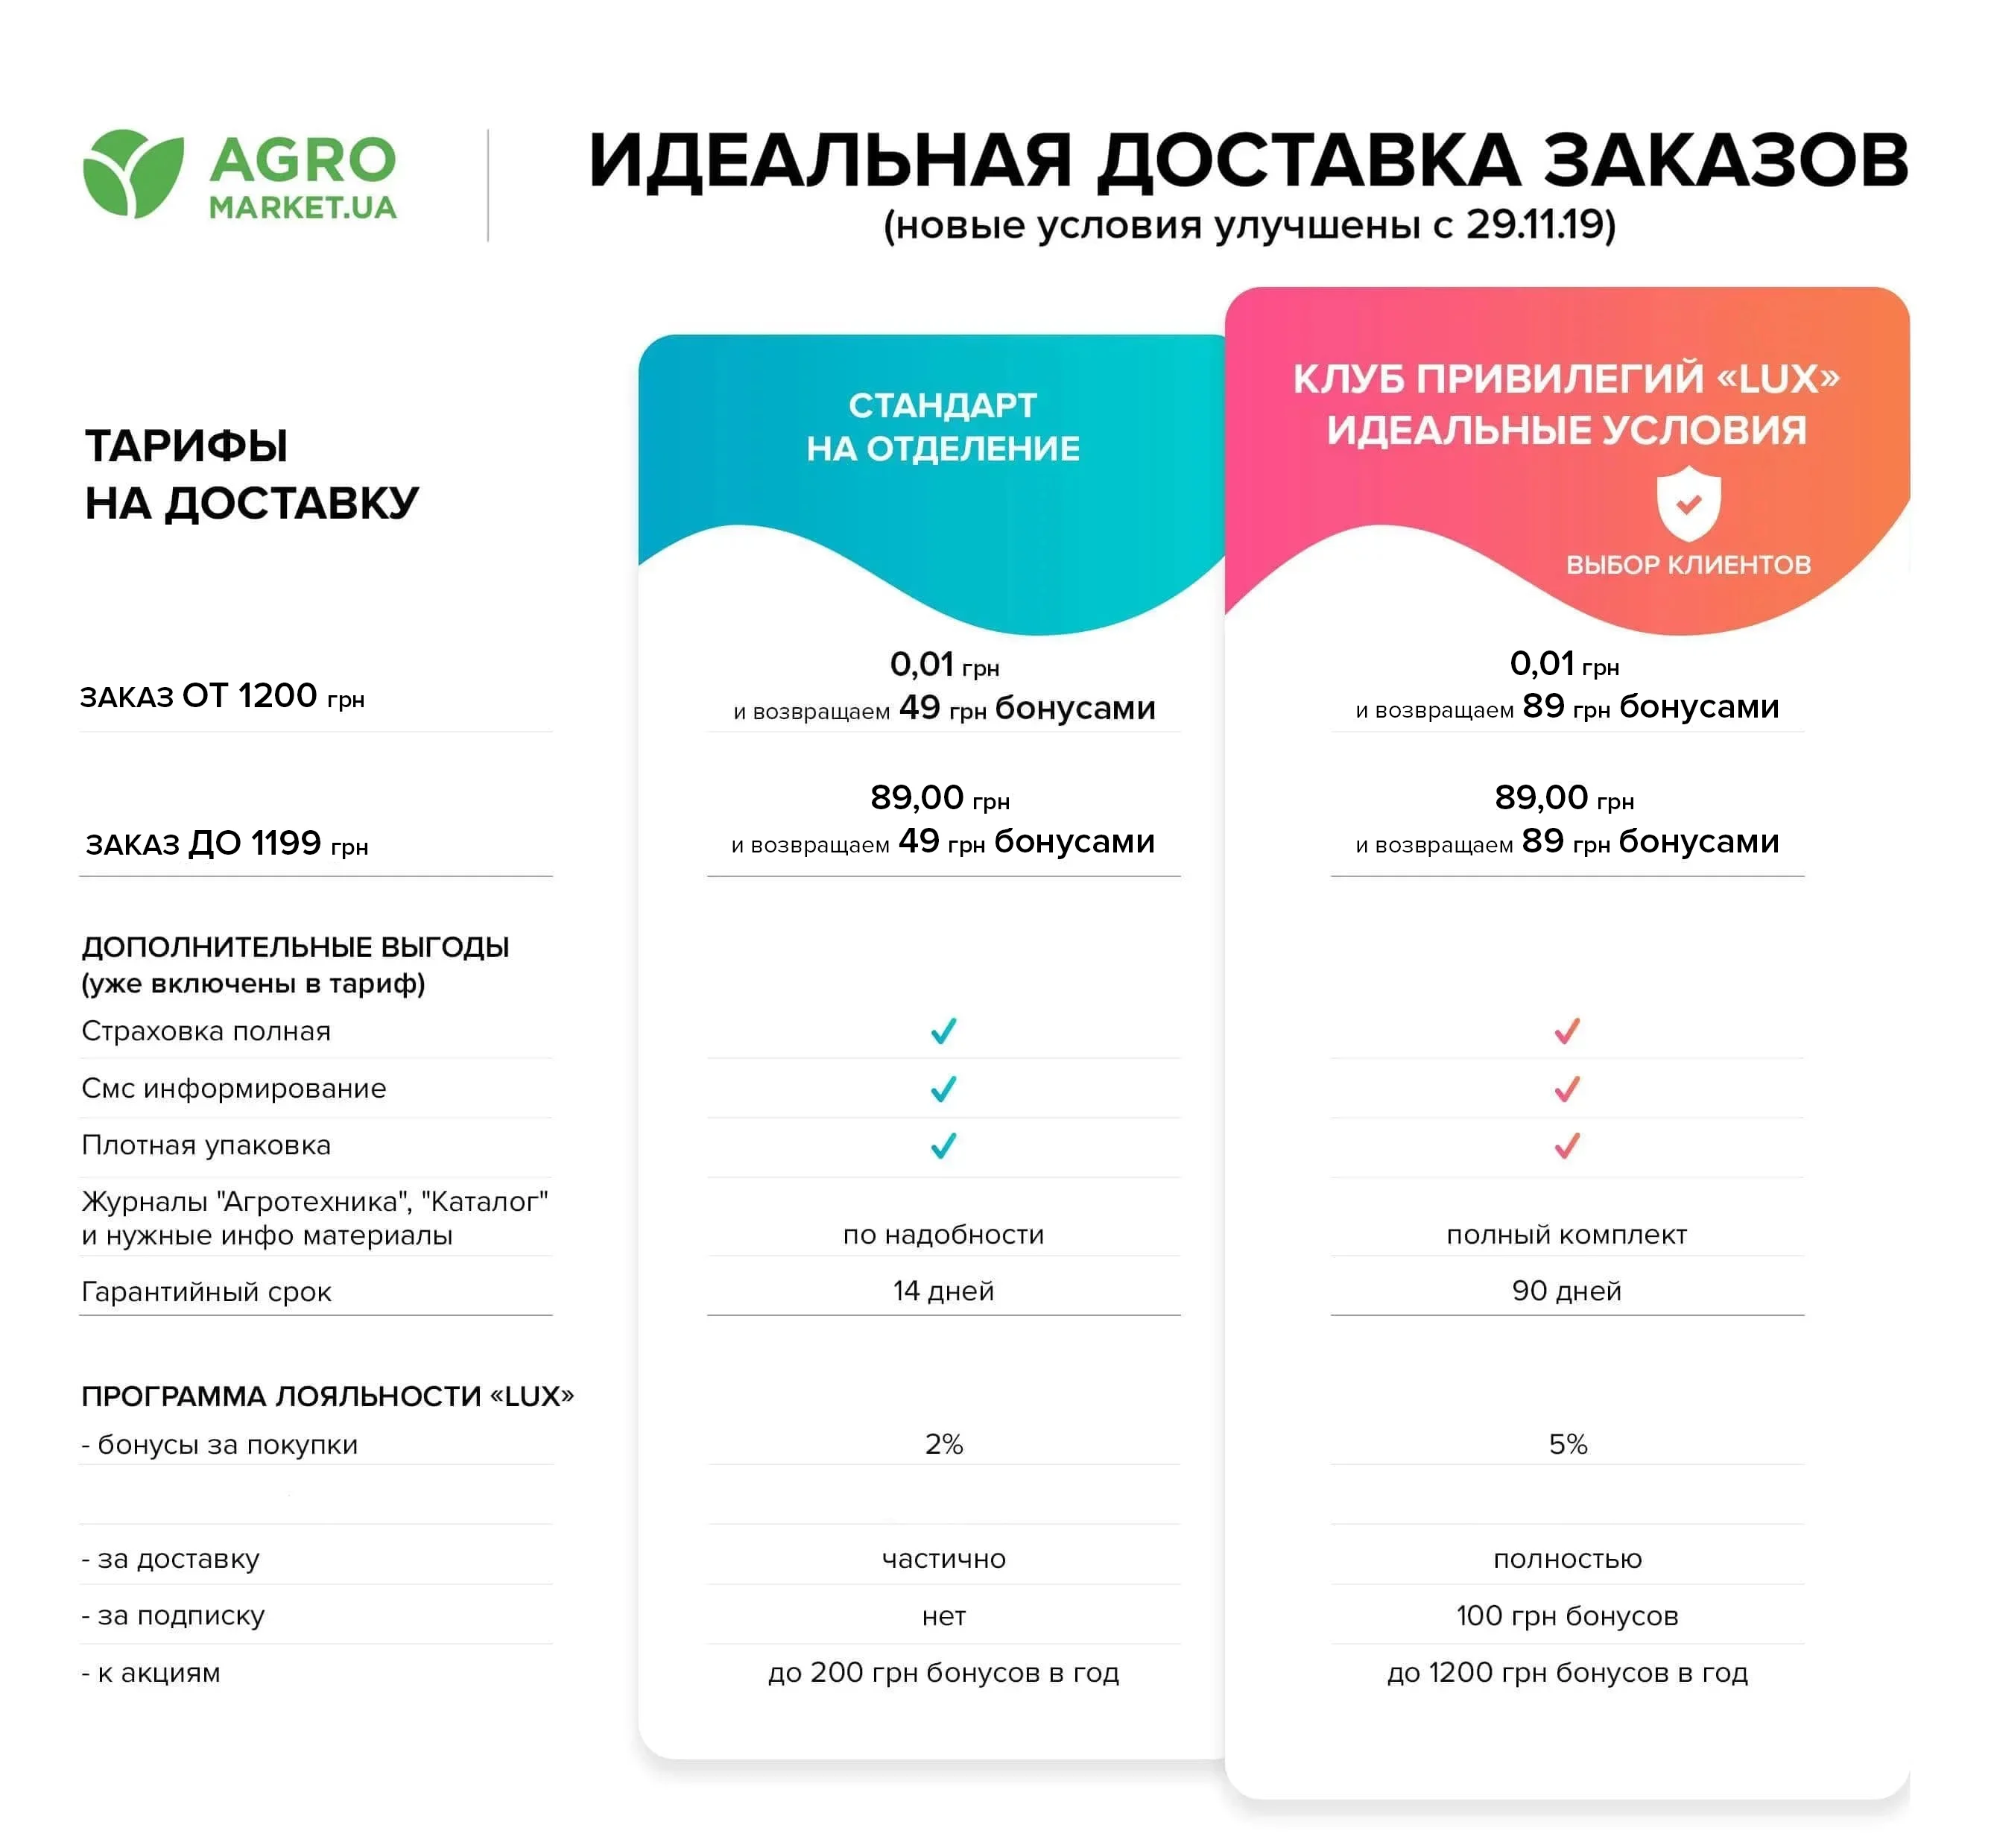 AGRO
MARKET.UA
ИДЕАЛЬНАЯ ДОСТАВКА ЗАКАЗОВ
(новые условия улучшены с 29.11.19)
ТАРИФЫ
НА ДОСТАВКУ
СТАНДАРТ
НА ОТДЕЛЕНИЕ
КЛУБ ПРИВИЛЕГИЙ «LUX»
ИДЕАЛЬНЫЕ УСЛОВИЯ
ВЫБОР КЛИЕНТОВ
ЗАКАЗ ОТ 1200 грн
0,01 грн
и возвращаем 49 грн бонусами
0,01 грн
и возвращаем 89 грн бонусами
ЗАКАЗ ДО 1199 грн
89,00 грн
и возвращаем 49 грн бонусами
89,00 грн
и возвращаем 89 грн бонусами
ДОПОЛНИТЕЛЬНЫЕ ВЫГОДЫ
(уже включены в тариф)
Страховка полная
Смс информирование
Плотная упаковка
Журналы "Агротехника", "Каталог"
и нужные инфо материалы
по надобности
полный комплект
Гарантийный срок
14 дней
90 дней
ПРОГРАММА ЛОЯЛЬНОСТИ «LUX»
- бонусы за покупки
2%
5%
- за доставку
частично
полностью
- за подписку
нет
100 грн бонусов
- к акциям
до 200 грн бонусов в год
до 1200 грн бонусов в год